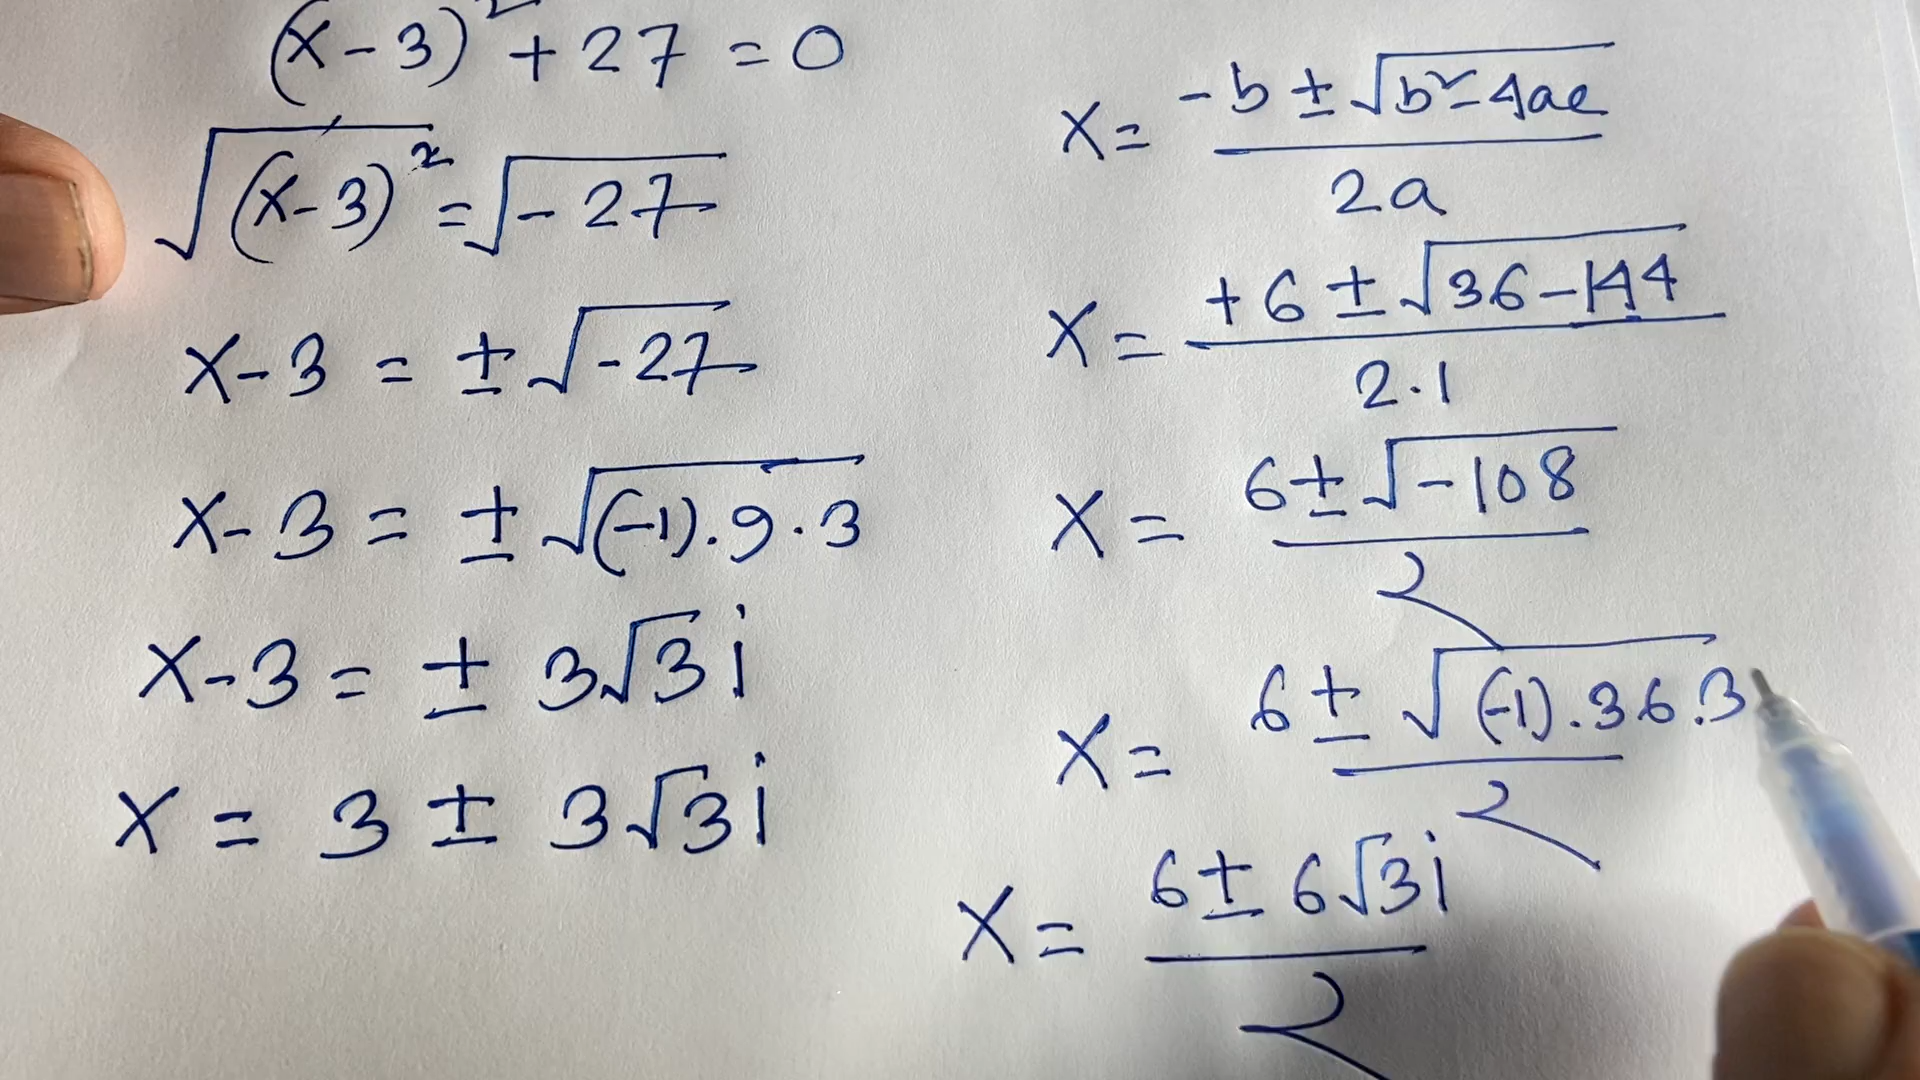 (x-3)² + 27 = 0
√(x-3)² = √-27
x-3 = ± √-27
x-3 = ± √(-1).9.3
x-3 = ± 3√3 i
x = 3 ± 3√3 i
x = -b ± √b²-4ac / 2a
x = +6 ± √36-144 / 2.1
x = 6 ± √-108 / 2
x = 6 ± √(-1).36.3 / 2
x = 6 ± 6√3 i / 2